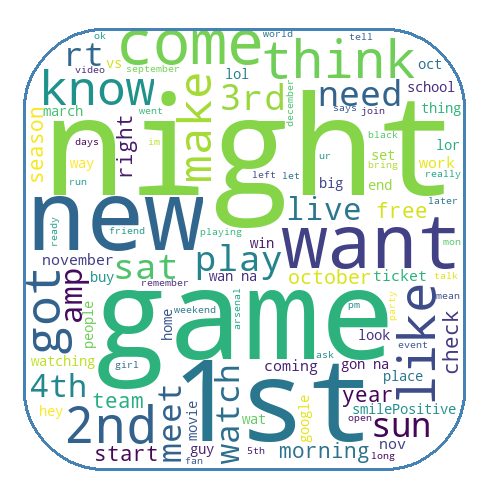 ok
world
tell
come
rt
vs
think
oct
video
september
lol
know
3rd
december
need
school
march
went
make
says
join
thing
season
days
right
im
night
black
set
lor
way
ur
bring
work
run
left
let
big
end
really
new
live
free
later
ready
friend
playing
want
mon
november
sat
play
win
wan na
october
ticket
talk
got
amp
buy
remember
game
like
mean
people
weekend
arsenal
pm
party
check
home
look
watching
girl
1st
ask
event
coming
gon na
place
4th
team
meet
movie
watch
year
smilePositive
hey
2nd
wat
google
open
sun
start
guy
fan
5th
morning
nov
long